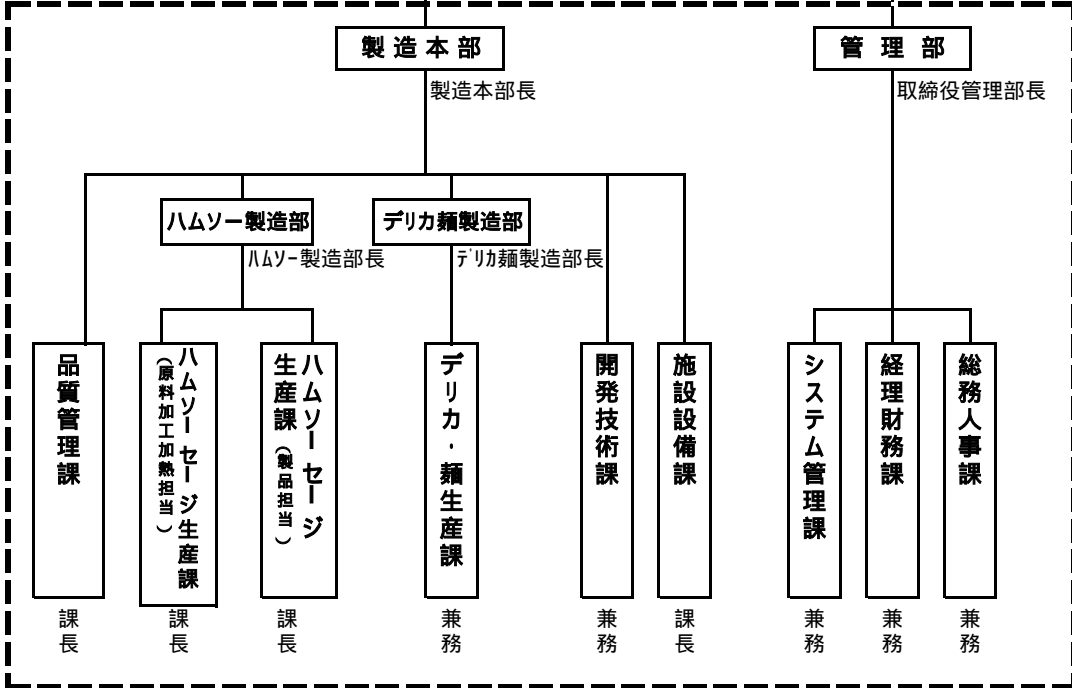 製造本部
管理部
製造本部長
取締役管理部長
ハムソー製造部
デリカ麺製造部
ﾊﾑｿｰ製造部長
ﾃﾞﾘｶ麺製造部長
品質管理課
ハムソーセージ生産課
(原料加工加熱担当)
ハムソーセージ
生産課(製品担当)
デリカ・麺生産課
開発技術課
施設設備課
システム管理課
経理財務課
総務人事課
課長
課長
課長
兼務
兼務
課長
兼務
兼務
兼務